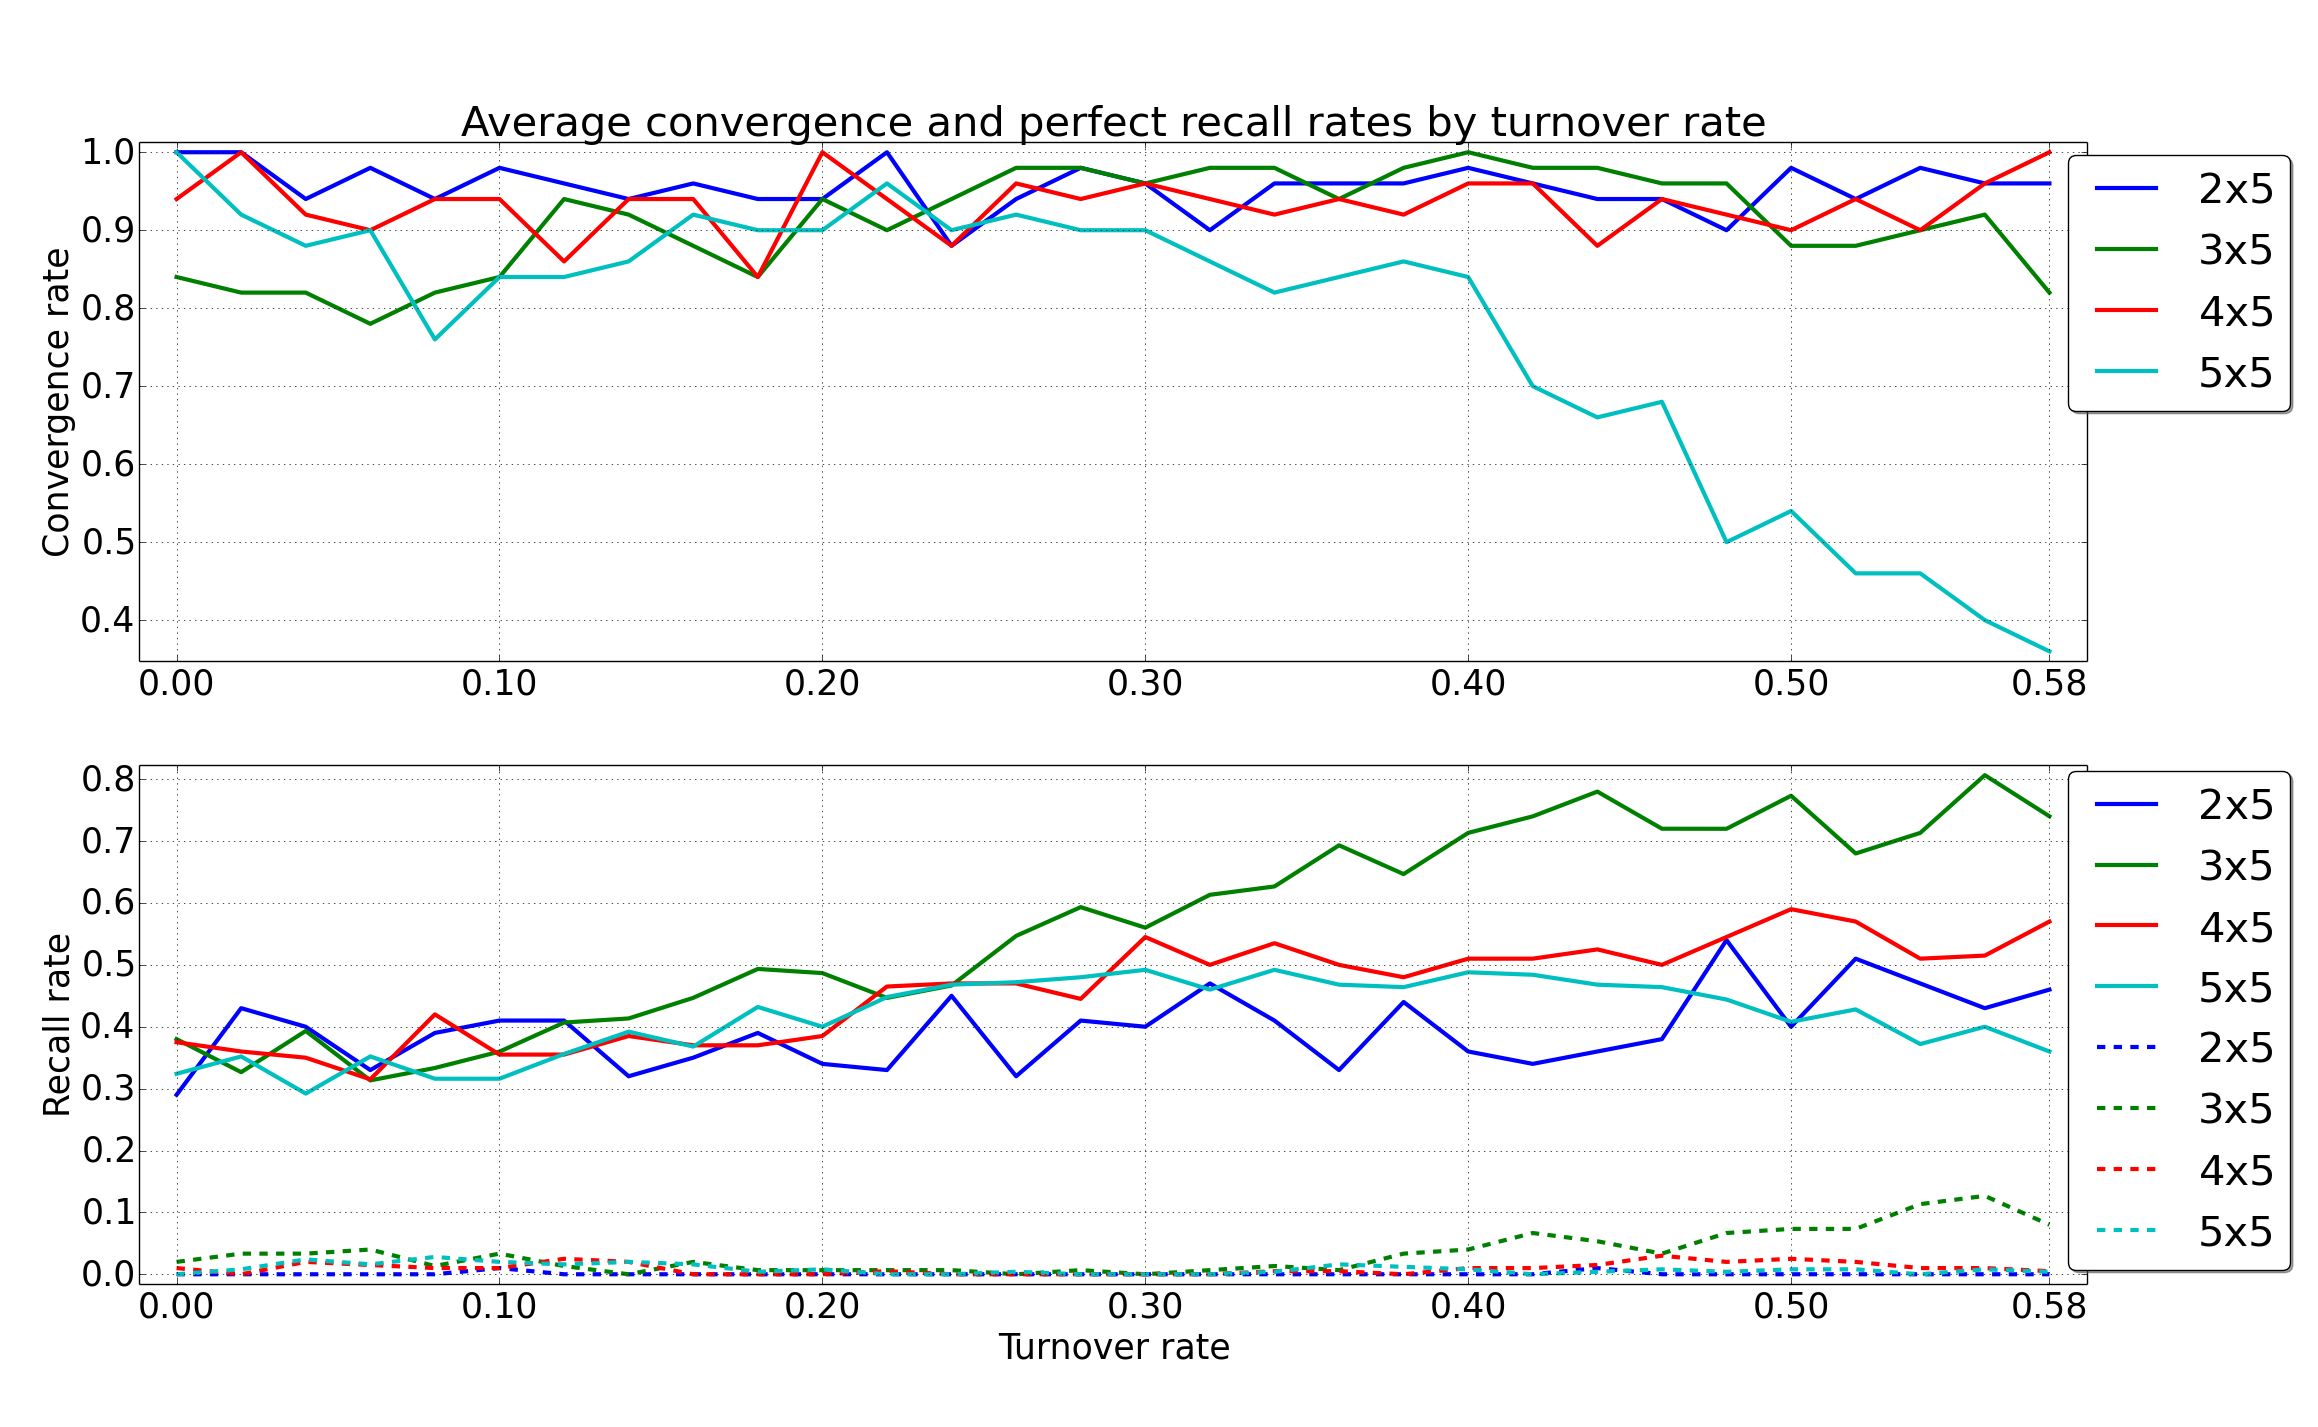 Average convergence and perfect recall rates by turnover rate
Convergence rate
1.0
0.9
0.8
0.7
0.6
0.5
0.4
0.00 0.10 0.20 0.30 0.40 0.50 0.58
2x5
3x5
4x5
5x5
Recall rate
0.8
0.7
0.6
0.5
0.4
0.3
0.2
0.1
0.0
0.00 0.10 0.20 0.30 0.40 0.50 0.58
Turnover rate
2x5
3x5
4x5
5x5
2x5
3x5
4x5
5x5